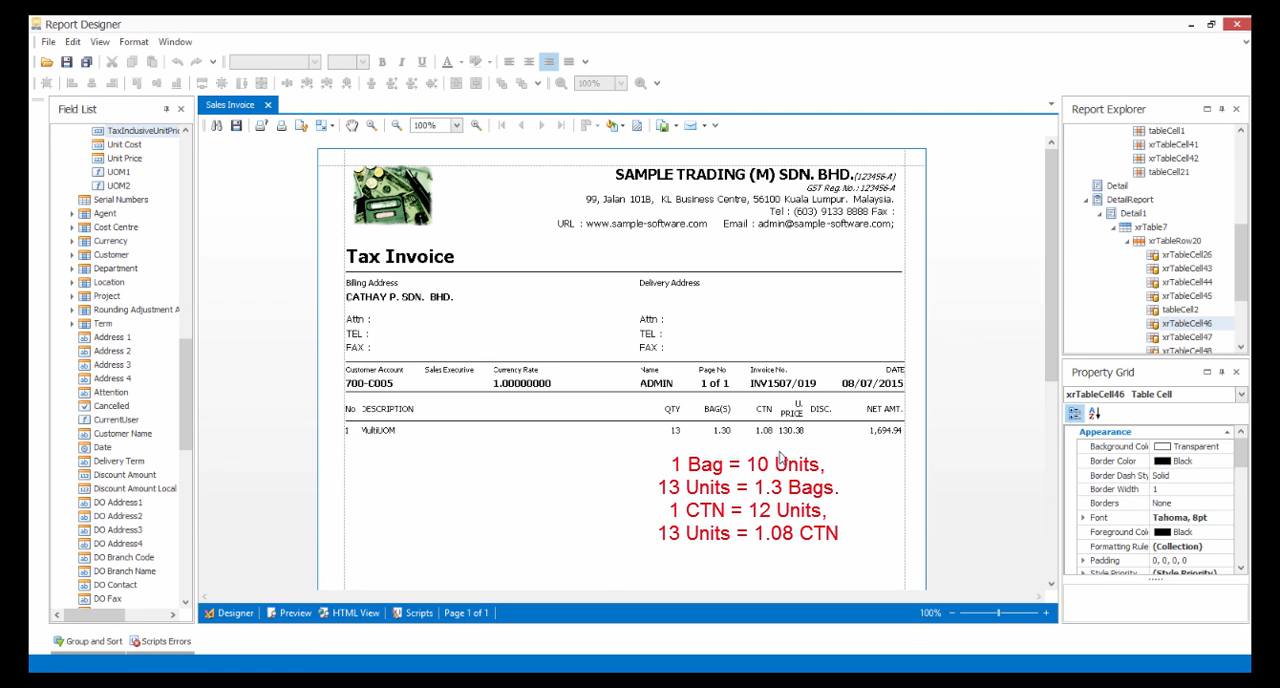 Report Designer
File Edit View Format Window
B I U A 100%
Field List
TaxInclusiveUnitPric
Unit Cost
Unit Price
UOM1
UOM2
Serial Numbers
Agent
Cost Centre
Currency
Customer
Department
Location
Project
Rounding Adjustment A
Term
Address 1
Address 2
Address 3
Address 4
Attention
Cancelled
CurrentUser
Customer Name
Date
Delivery Term
Discount Amount
Discount Amount Local
DO Address1
DO Address2
DO Address3
DO Address4
DO Branch Code
DO Branch Name
DO Contact
DO Fax
Group and Sort Scripts Errors
Sales Invoice
100%
SAMPLE TRADING (M) SDN. BHD.(123456-A)
GST Reg. No.: 123456-A
99, Jalan 101B, KL Business Centre, 56100 Kuala Lumpur. Malaysia.
Tel : (603) 9133 8888 Fax :
URL : www.sample-software.com Email : admin@sample-software.com;
Tax Invoice
Billing Address Delivery Address
CATHAY P. SDN. BHD.
Attn : Attn :
TEL : TEL :
FAX : FAX :
Customer Account Sales Executive Currency Rate Name Page No Invoice No. DATE
700-C005 1.00000000 ADMIN 1 of 1 INV1507/019 08/07/2015
No DESCRIPTION QTY BAG(S) CTN U. PRICE DISC. NET AMT.
1 MultiUOM 13 1.30 1.08 130.38 1,694.94
1 Bag = 10 Units,
13 Units = 1.3 Bags.
1 CTN = 12 Units,
13 Units = 1.08 CTN
Designer Preview HTML View Scripts Page 1 of 1 100%
Report Explorer
tableCell1
xrTableCell41
xrTableCell42
tableCell21
Detail
DetailReport
Detail1
xrTable7
xrTableRow20
xrTableCell26
xrTableCell43
xrTableCell44
xrTableCell45
tableCell2
xrTableCell46
xrTableCell47
xrTableCell48
Property Grid
xrTableCell46 Table Cell
Appearance
Background Col Transparent
Border Color Black
Border Dash Sty Solid
Border Width 1
Borders None
Font Tahoma, 8pt
Foreground Col Black
Formatting Rule (Collection)
Padding 0, 0, 0, 0
Style Priority (Style Priority)